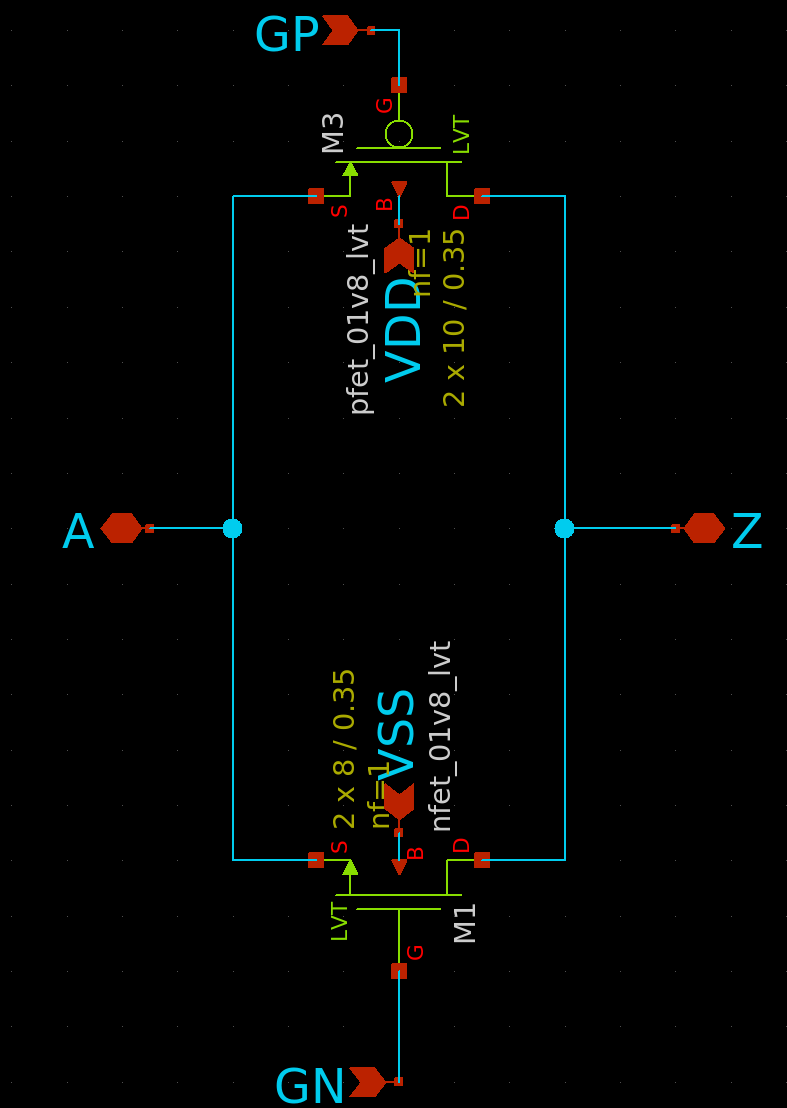 GP
G
M3
LVT
S
B
D
pfet_01v8_lvt
VDD
nf=1
2 x 10 / 0.35
A
Z
2 x 8 / 0.35
nf=1
VSS
nfet_01v8_lvt
S
B
D
LVT
M1
G
GN